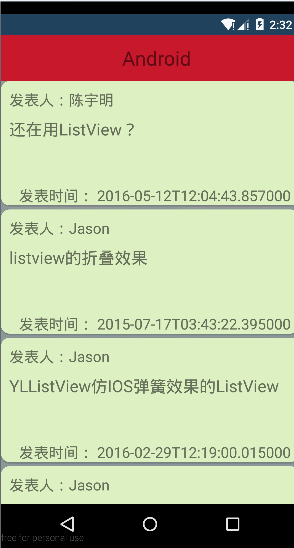 2:32
Android
发表人：陈宇明
还在用ListView？
发表时间： 2016-05-12T12:04:43.857000
发表人：Jason
listview的折叠效果
发表时间： 2015-07-17T03:43:22.395000
发表人：Jason
YLListView仿IOS弹簧效果的ListView
发表时间： 2016-02-29T12:19:00.015000
发表人：Jason
free for personal use